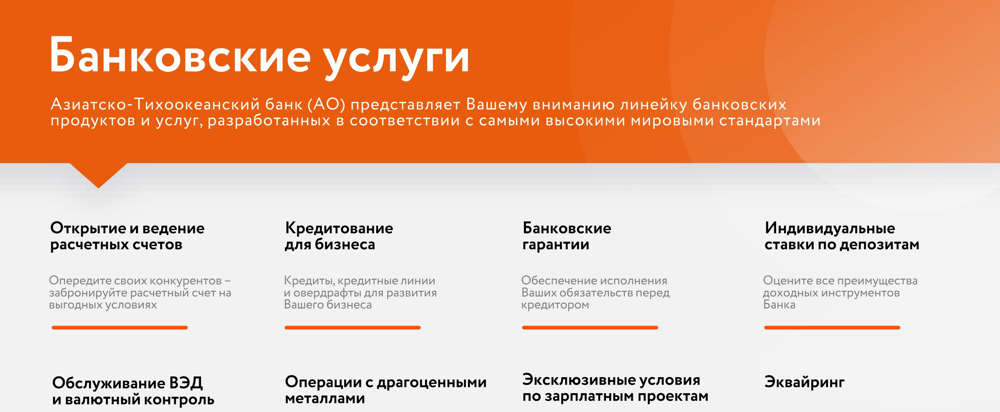 Банковские услуги
Азиатско-Тихоокеанский банк (АО) представляет Вашему вниманию линейку банковских
продуктов и услуг, разработанных в соответствии с самыми высокими мировыми стандартами
Открытие и ведение
расчетных счетов
Опередите своих конкурентов –
забронируйте расчетный счет на
выгодных условиях
Кредитование
для бизнеса
Кредиты, кредитные линии
и овердрафты для развития
Вашего бизнеса
Банковские
гарантии
Обеспечение исполнения
Ваших обязательств перед
кредитором
Индивидуальные
ставки по депозитам
Оцените все преимущества
доходных инструментов
Банка
Обслуживание ВЭД
и валютный контроль
Операции с драгоценными
металлами
Эксклюзивные условия
по зарплатным проектам
Эквайринг